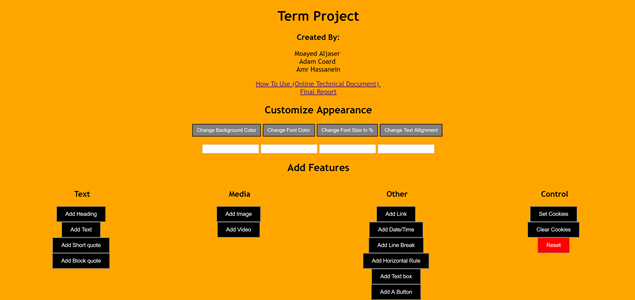 Term Project
Created By:
Moayed Aljaser
Adam Coard
Amr Hassanein
How To Use (Online Technical Document)
Final Report
Customize Appearance
Change Background Color Change Font Color Change Font Size In % Change Text Allignment
Add Features
Text Media Other Control
Add Heading Add Image Add Link Set Cookies
Add Text Add Video Add Date/Time Clear Cookies
Add Short quote Add Line Break Reset
Add Block quote Add Horizontal Rule
Add Text box
Add A Button